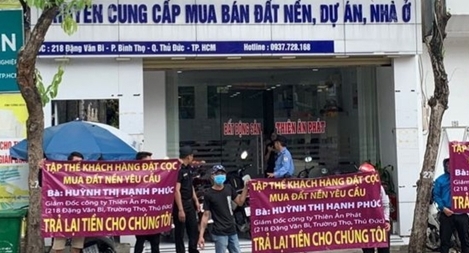 YÊN CUNG CẤP MUA BÁN ĐẤT NỀN, DỰ ÁN, NHÀ Ở
: 218 Đặng Văn Bi - P. Bình Thọ - Q. Thủ Đức - TP. HCM Hotline : 0937.728.168
BẤT ĐỘNG SẢN THIÊN ÂN PHÁT
TẬP THỂ KHÁCH HÀNG ĐẶT CỌC
MUA ĐẤT NỀN YÊU CẦU
Bà: HUỲNH THỊ HẠNH PHÚC
Giám Đốc công ty Thiên Ân Phát
(218 Đặng Văn Bi, Trường Thọ, Thủ Đức)
TRẢ LẠI TIỀN CHO CHÚNG TÔI
TẬP THỂ KHÁCH HÀNG ĐẶT CỌC
MUA ĐẤT NỀN YÊU CẦU
Bà: HUỲNH THỊ HẠNH PHÚC
Giám Đốc công ty Thiên Ân Phát
(218 Đặng Văn Bi, Trường Thọ, Thủ Đức)
TRẢ LẠI TIỀN CHO CHÚNG TÔI